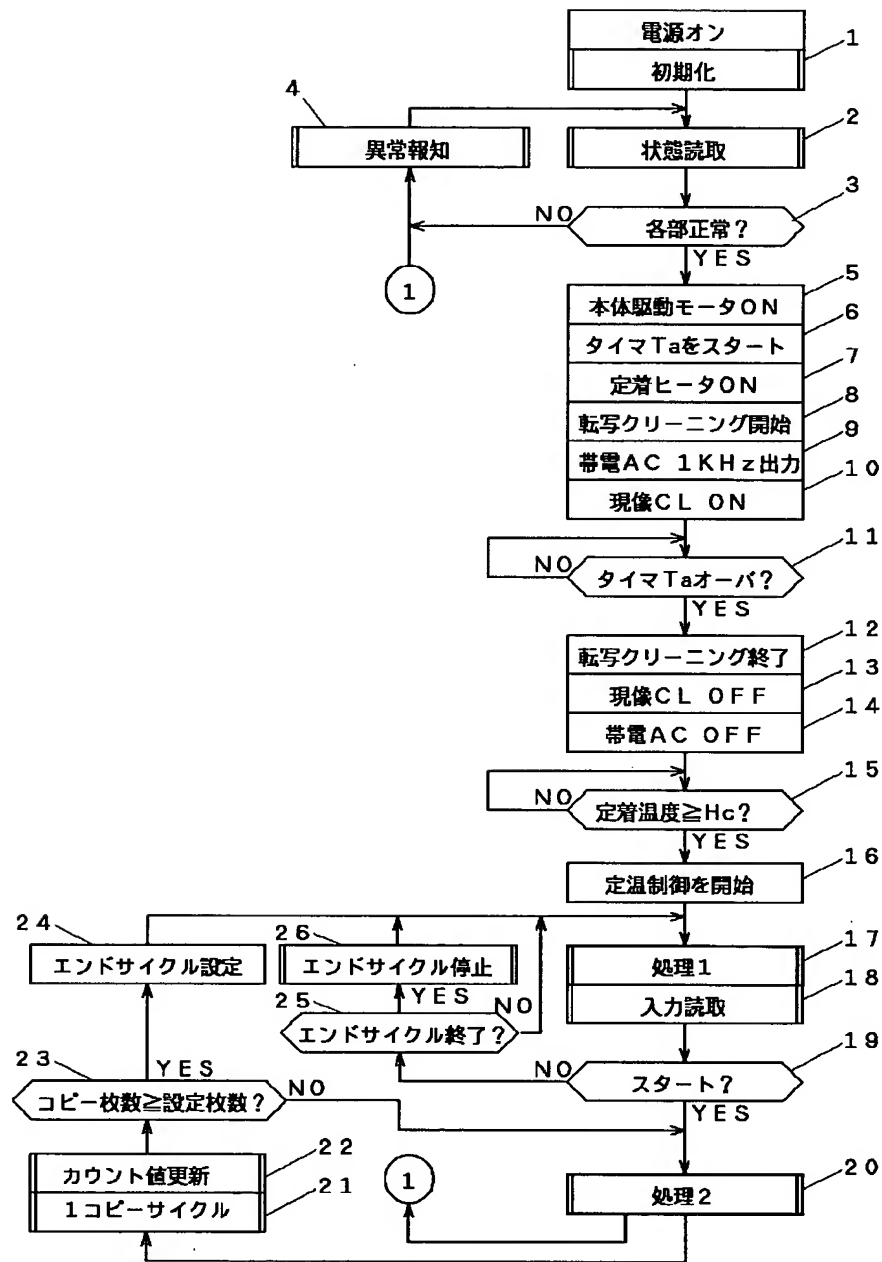 電源オン
1
初期化
4
2
異常報知
状態読取
3
NO
各部正常?
YES
1
5
本体駆動モータON
6
タイマTaをスタート
7
定着ヒータON
8
転写クリーニング開始
9
帯電AC 1KHz出力
10
現像CL ON
11
NO
タイマTaオーバ?
YES
12
転写クリーニング終了
13
現像CL OFF
14
帯電AC OFF
15
NO
定着温度≧Hc?
YES
16
定温制御を開始
24
26
17
エンドサイクル設定
エンドサイクル停止
処理1
18
25
YES
NO
入力読取
エンドサイクル終了?
19
23
YES
NO
NO
スタート?
コピー枚数≧設定枚数?
YES
22
カウント値更新
1
20
21
処理2
1コピーサイクル